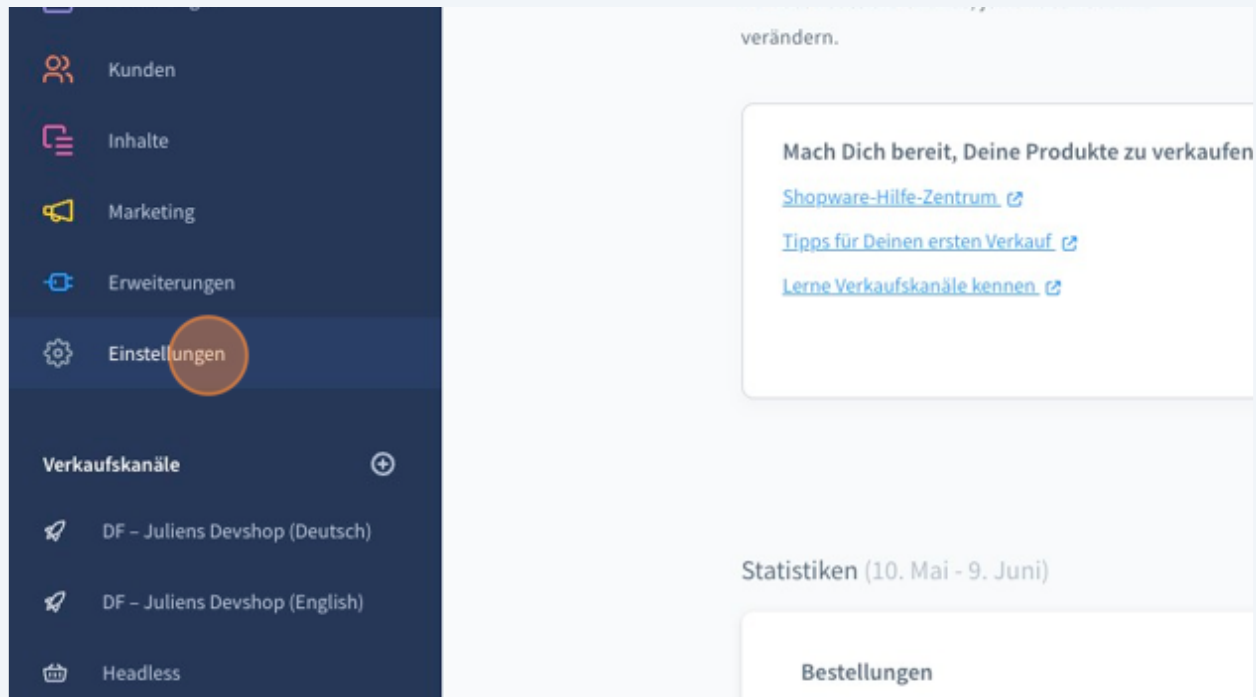 Kunden
Inhalte
Marketing
Erweiterungen
Einstellungen
Verkaufskanäle
DF – Juliens Devshop (Deutsch)
DF – Juliens Devshop (English)
Headless
verändern.
Mach Dich bereit, Deine Produkte zu verkaufen
Shopware-Hilfe-Zentrum
Tipps für Deinen ersten Verkauf
Lerne Verkaufskanäle kennen
Statistiken (10. Mai - 9. Juni)
Bestellungen